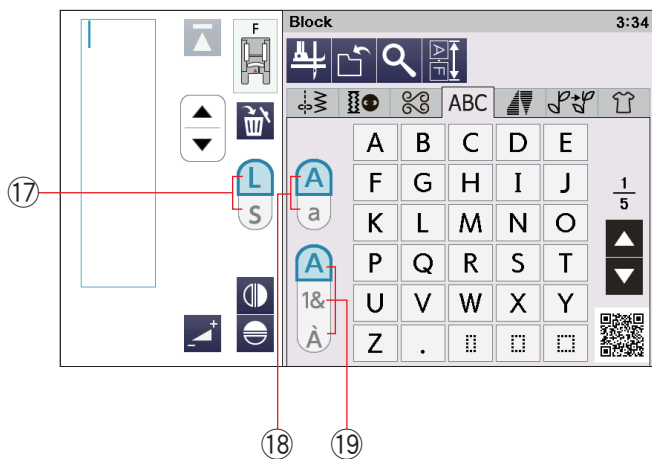 F
Block 3:34
ABC
A B C D E
L A F G H I J 1/5
S a K L M N O
A P Q R S T
1& U V W X Y
À Z .
⑰
⑱ ⑲